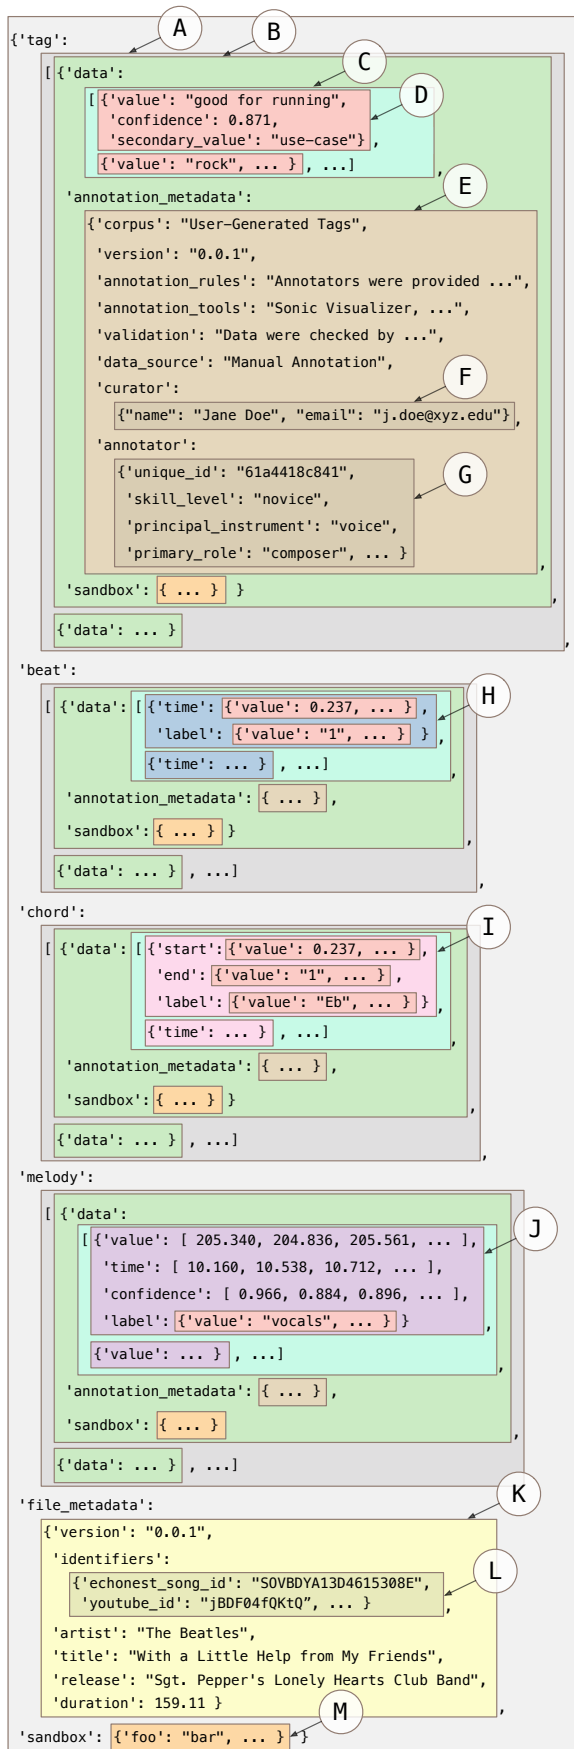 A
B
{'tag':
[ {'data':
C
[ {'value': "good for running",
D
'confidence': 0.871,
'secondary_value': "use-case"} ,
{'value': "rock", ... } , ...]
,
'annotation_metadata':
E
{'corpus': "User-Generated Tags",
'version': "0.0.1",
'annotation_rules': "Annotators were provided ...",
'annotation_tools': "Sonic Visualizer, ...",
'validation': "Data were checked by ...",
'data_source': "Manual Annotation",
F
'curator':
{"name": "Jane Doe", "email": "j.doe@xyz.edu"} ,
'annotator':
{'unique_id': "61a4418c841",
G
'skill_level': "novice",
'principal_instrument': "voice",
'primary_role': "composer", ... }
,
'sandbox': { ... } }
,
{'data': ... }
,
'beat':
H
[ {'data': [ {'time': {'value': 0.237, ... } ,
'label': {'value': "1", ... } }
,
{'time': ... } , ...]
,
'annotation_metadata': { ... } ,
'sandbox': { ... } }
,
{'data': ... } , ...]
,
'chord':
I
[ {'data': [ {'start': {'value': 0.237, ... } ,
'end': {'value': "1", ... } ,
'label': {'value': "Eb", ... } }
,
{'time': ... } , ...]
,
'annotation_metadata': { ... } ,
'sandbox': { ... } }
,
{'data': ... } , ...]
,
'melody':
[ {'data':
J
[ {'value': [ 205.340, 204.836, 205.561, ... ],
'time': [ 10.160, 10.538, 10.712, ... ],
'confidence': [ 0.966, 0.884, 0.896, ... ],
'label': {'value': "vocals", ... } }
,
{'value': ... } , ...]
,
'annotation_metadata': { ... } ,
'sandbox': { ... }
,
{'data': ... } , ...]
,
K
'file_metadata':
{'version': "0.0.1",
'identifiers':
L
{'echonest_song_id': "SOVBDYA13D4615308E",
'youtube_id': "jBDF04fQKtQ”, ... }
,
'artist': "The Beatles",
'title': "With a Little Help from My Friends",
'release': "Sgt. Pepper's Lonely Hearts Club Band",
'duration': 159.11 }
,
M
'sandbox': {'foo': "bar", ... } }